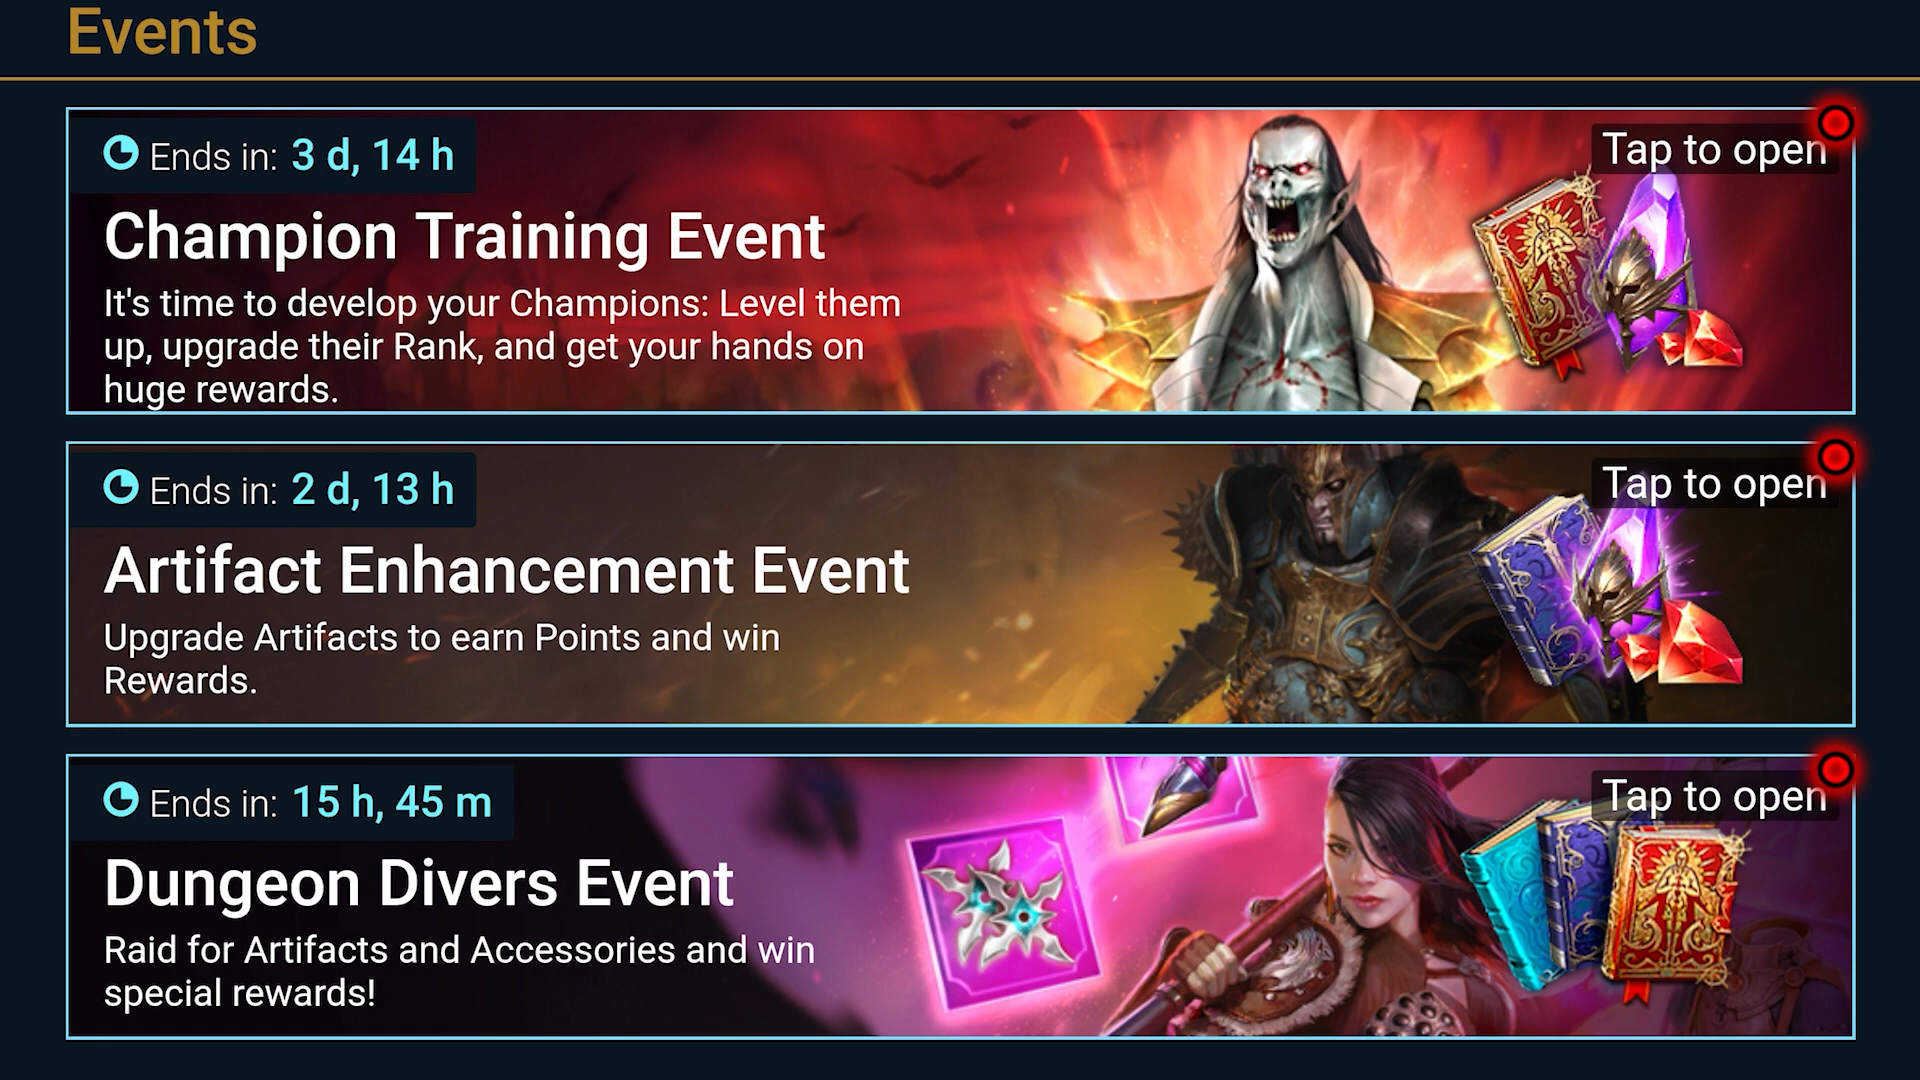 Events
Ends in: 3 d, 14 h
Tap to open
Champion Training Event
It's time to develop your Champions: Level them
up, upgrade their Rank, and get your hands on
huge rewards.
Ends in: 2 d, 13 h
Tap to open
Artifact Enhancement Event
Upgrade Artifacts to earn Points and win
Rewards.
Ends in: 15 h, 45 m
Tap to open
Dungeon Divers Event
Raid for Artifacts and Accessories and win
special rewards!